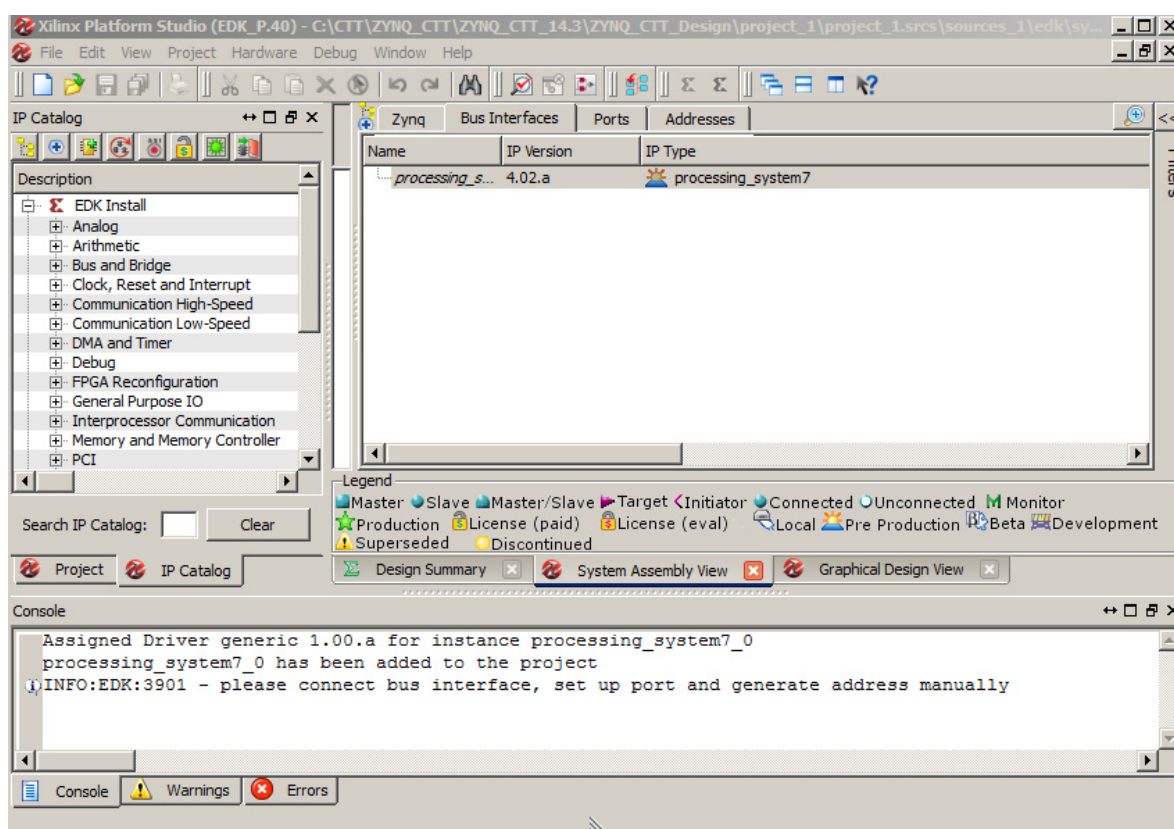 Xilinx Platform Studio (EDK_P.40) - C:\CTT\ZYNQ_CTT\ZYNQ_CTT_14.3\ZYNQ_CTT_Design\project_1\project_1.srcs\sources_1\edk\sy...
File Edit View Project Hardware Debug Window Help
IP Catalog
Description
EDK Install
Analog
Arithmetic
Bus and Bridge
Clock, Reset and Interrupt
Communication High-Speed
Communication Low-Speed
DMA and Timer
Debug
FPGA Reconfiguration
General Purpose IO
Interprocessor Communication
Memory and Memory Controller
PCI
Search IP Catalog: Clear
Project IP Catalog
Zynq Bus Interfaces Ports Addresses
Name IP Version IP Type
processing_s... 4.02.a processing_system7
Legend
Master Slave Master/Slave Target Initiator Connected Unconnected M Monitor
Production License (paid) License (eval) Local Pre Production Beta Development
Superseded Discontinued
Design Summary System Assembly View Graphical Design View
Console
Assigned Driver generic 1.00.a for instance processing_system7_0
processing_system7_0 has been added to the project
INFO:EDK:3901 - please connect bus interface, set up port and generate address manually
Console Warnings Errors